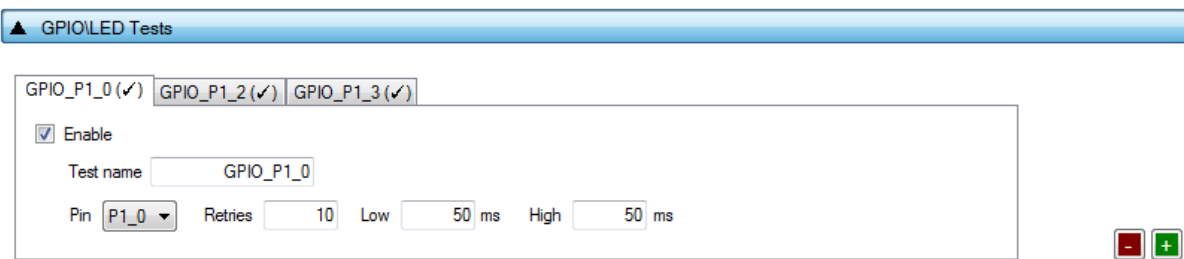 ▲ GPIO\LED Tests
GPIO_P1_0 (✓) GPIO_P1_2 (✓) GPIO_P1_3 (✓)
Enable
Test name GPIO_P1_0
Pin P1_0 Retries 10 Low 50 ms High 50 ms
- +